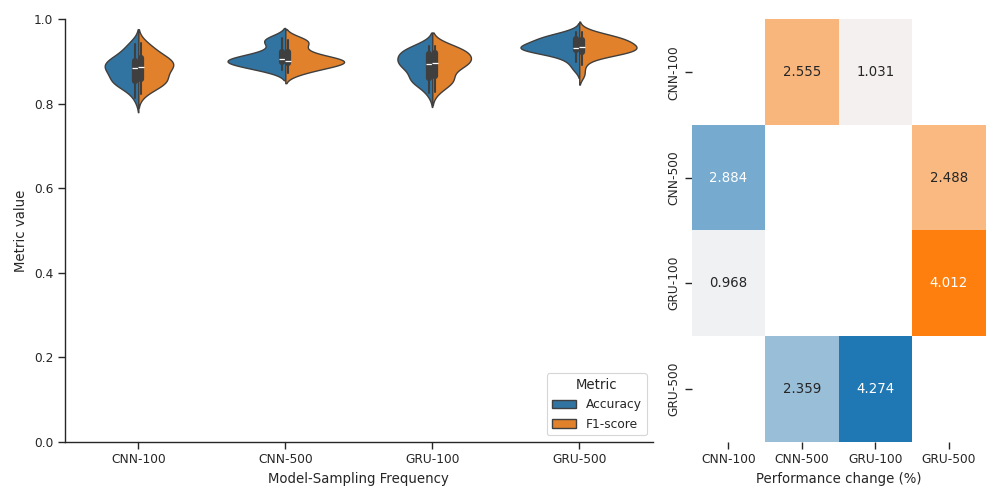 1.0
0.8
0.6
0.4
0.2
0.0
Metric value
CNN-100
CNN-500
GRU-100
GRU-500
Model-Sampling Frequency
Metric
Accuracy
F1-score
CNN-100
CNN-500
GRU-100
GRU-500
2.555 1.031
2.884 2.488
0.968 4.012
2.359 4.274
CNN-100
CNN-500
GRU-100
GRU-500
Performance change (%)